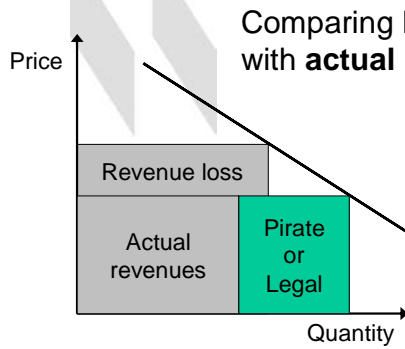 Comparing
with actual
Price
Revenue loss
Actual
revenues
Pirate
or
Legal
Quantity